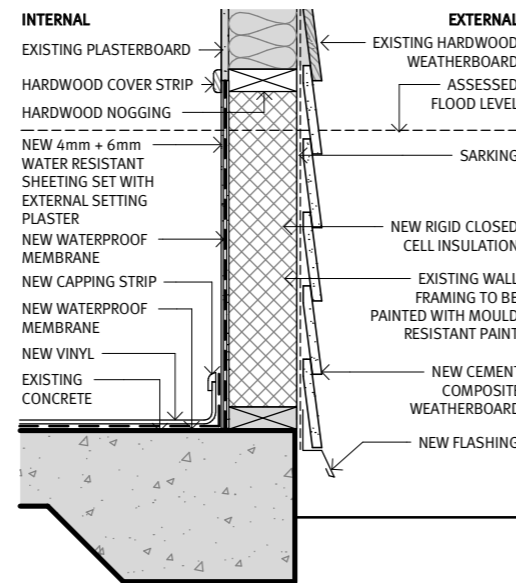 INTERNAL
EXISTING PLASTERBOARD
HARDWOOD COVER STRIP
HARDWOOD NOGGING
NEW 4mm + 6mm
WATER RESISTANT
SHEETING SET WITH
EXTERNAL SETTING
PLASTER
NEW WATERPROOF
MEMBRANE
NEW CAPPING STRIP
NEW WATERPROOF
MEMBRANE
NEW VINYL
EXISTING
CONCRETE
EXTERNAL
EXISTING HARDWOOD
WEATHERBOARD
ASSESSED
FLOOD LEVEL
SARKING
NEW RIGID CLOSED
CELL INSULATION
EXISTING WALL
FRAMING TO BE
PAINTED WITH MOULD
RESISTANT PAINT
NEW CEMENT
COMPOSITE
WEATHERBOARD
NEW FLASHING